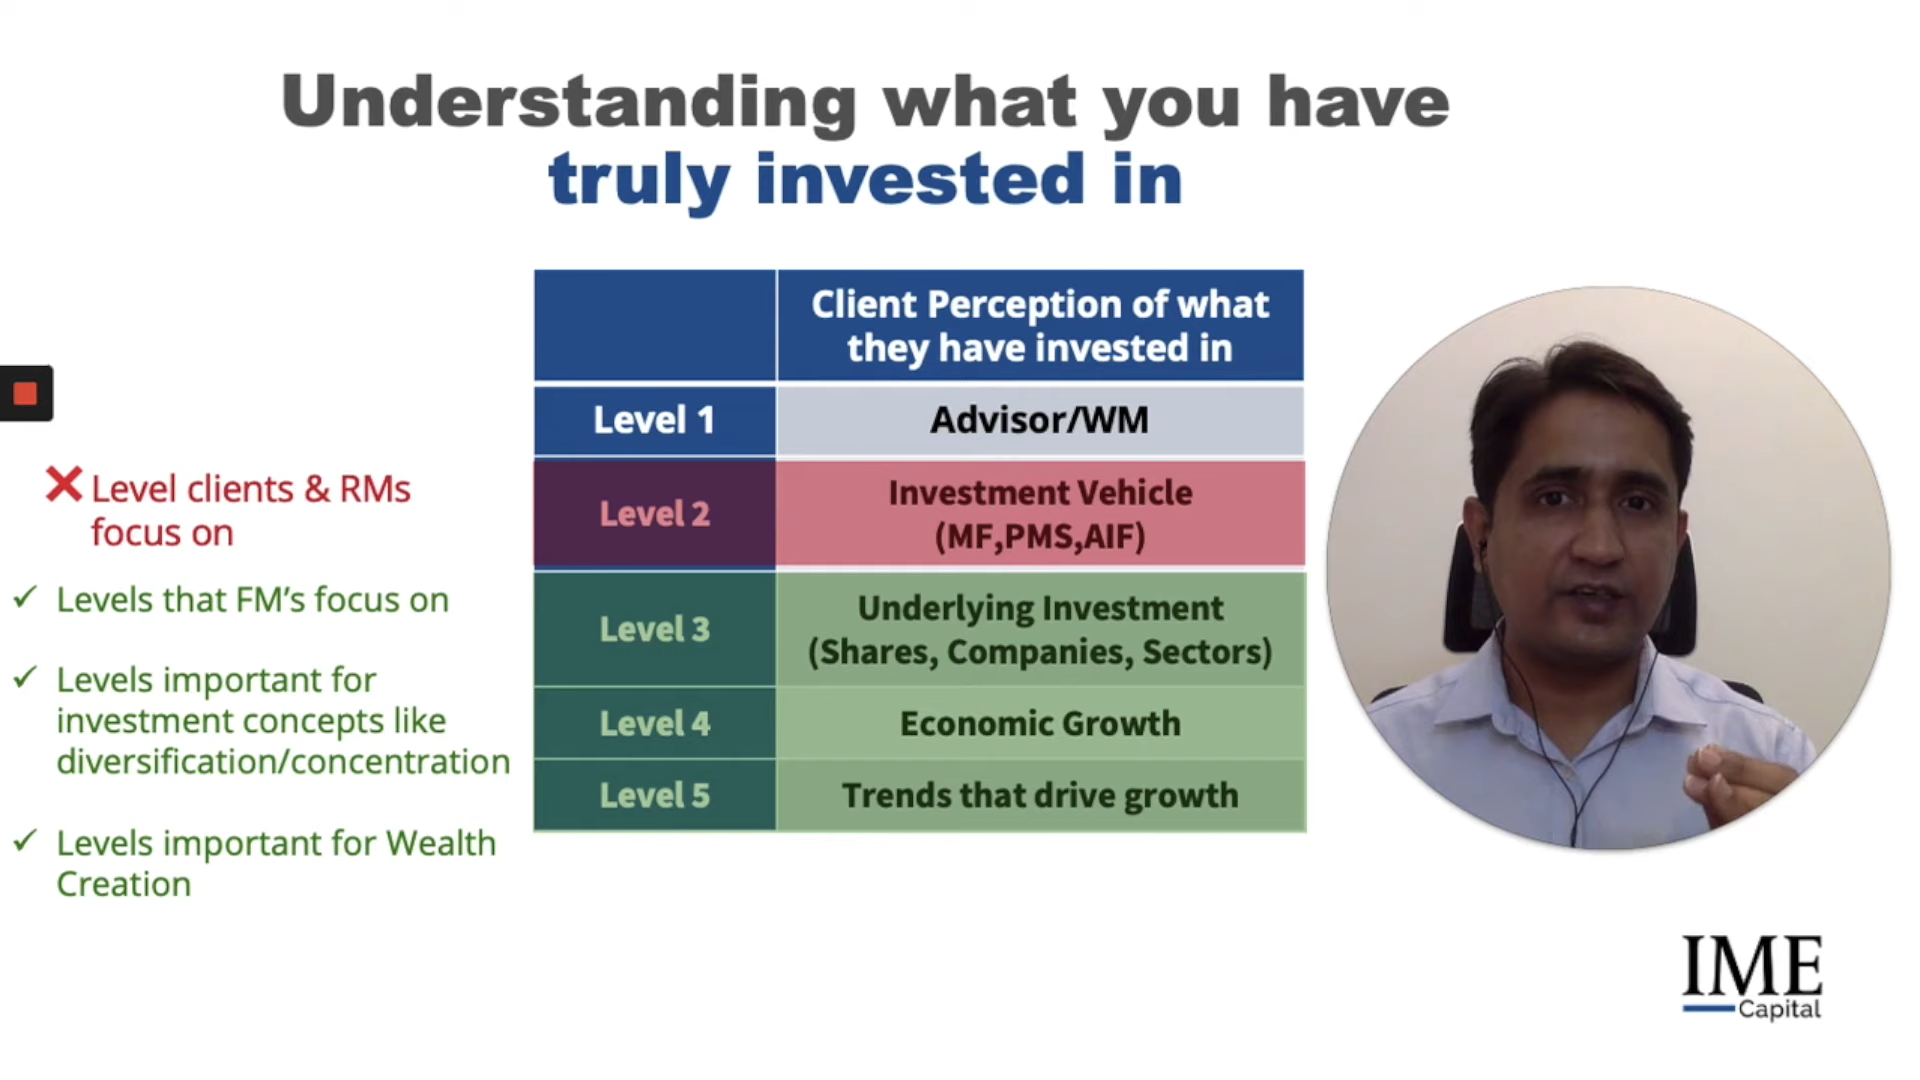 Understanding what you have
truly invested in
Client Perception of what
they have invested in
Level 1
Advisor/WM
Level 2
Investment Vehicle
(MF,PMS,AIF)
Level 3
Underlying Investment
(Shares, Companies, Sectors)
Level 4
Economic Growth
Level 5
Trends that drive growth
❌ Level clients & RMs
focus on
✓ Levels that FM’s focus on
✓ Levels important for
investment concepts like
diversification/concentration
✓ Levels important for Wealth
Creation
IME
Capital